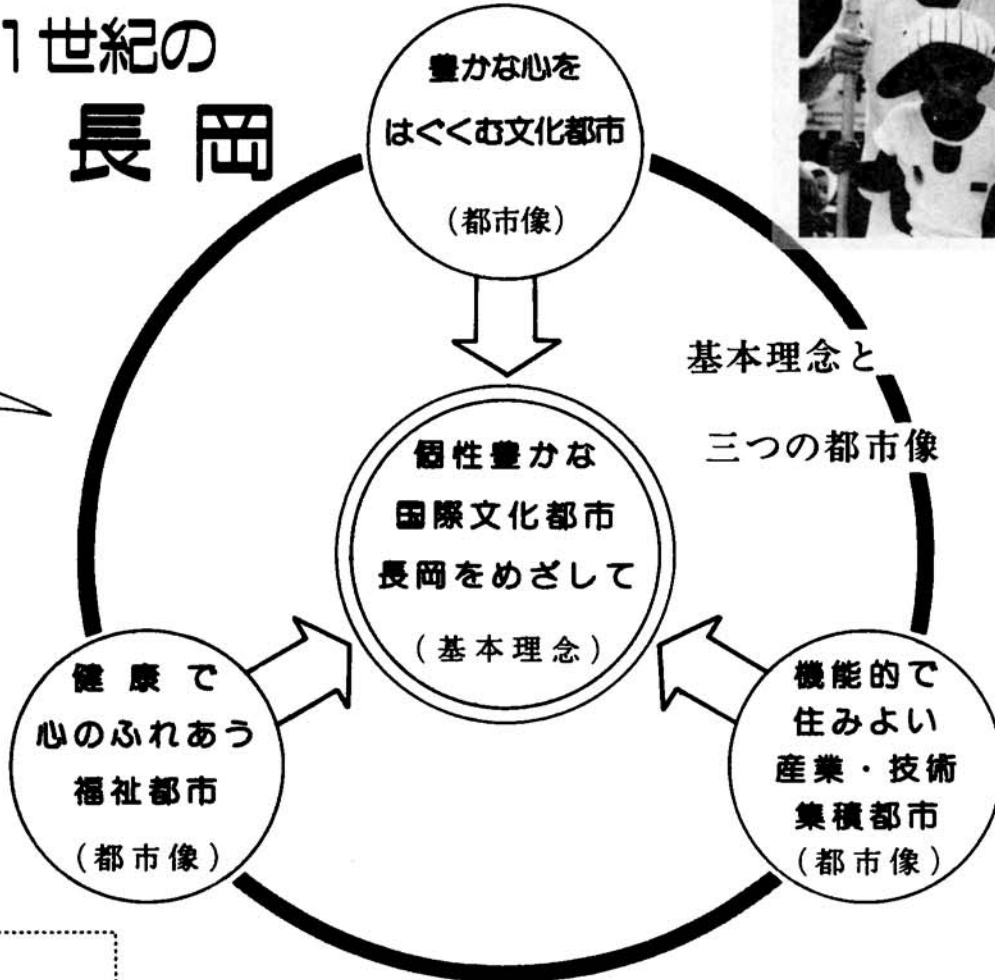 1世紀の
長岡
豊かな心を
はぐくむ文化都市
（都市像）
基本理念と
三つの都市像
個性豊かな
国際文化都市
長岡をめざして
（基本理念）
健康で
心のふれあう
福祉都市
（都市像）
機能的で
住みよい
産業・技術
集積都市
（都市像）